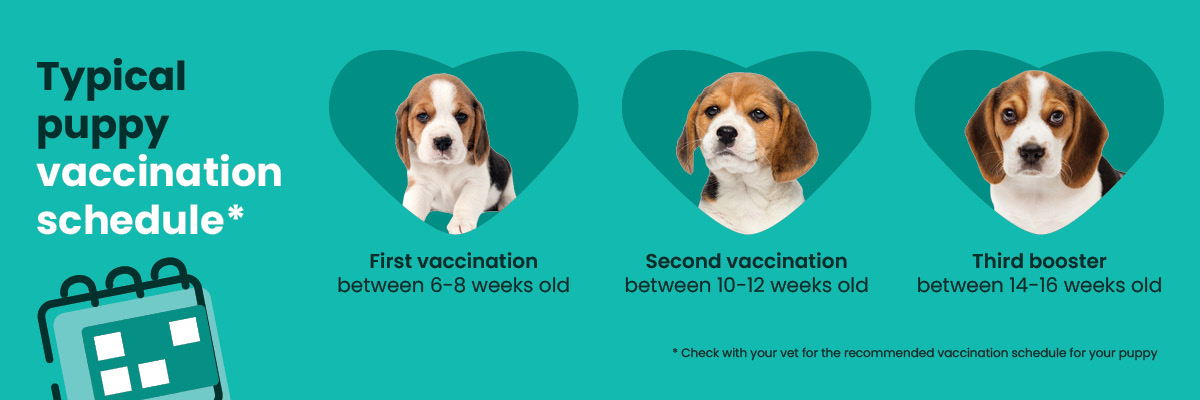 Typical
puppy
vaccination
schedule*
First vaccination
between 6-8 weeks old
Second vaccination
between 10-12 weeks old
Third booster
between 14-16 weeks old
* Check with your vet for the recommended vaccination schedule for your puppy